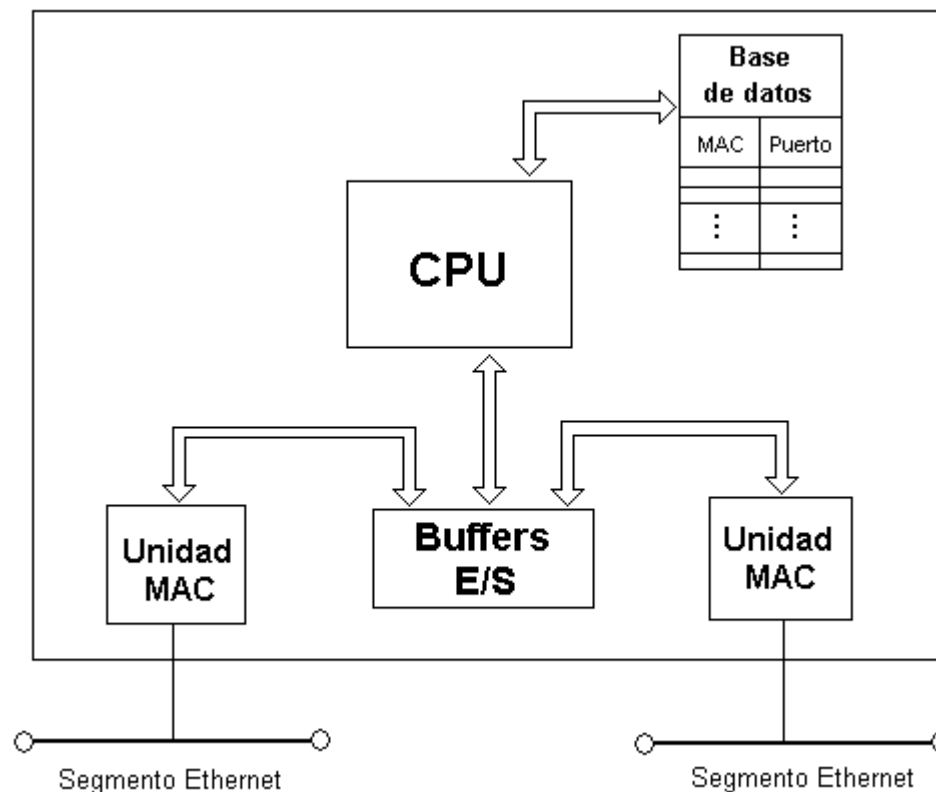 Base
de datos
MAC Puerto
⋮ ⋮
CPU
Unidad
MAC
Buffers
E/S
Unidad
MAC
Segmento Ethernet
Segmento Ethernet